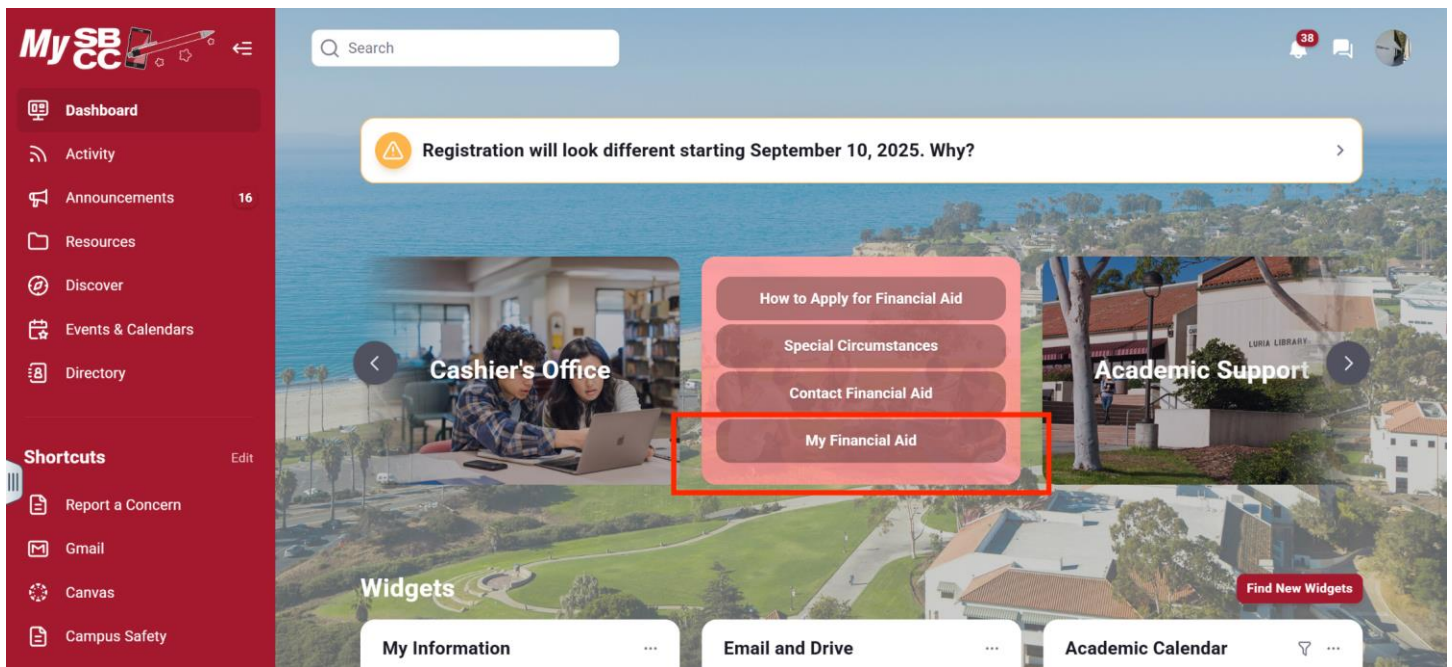 My SB CC
Search
38
Dashboard
Activity
Announcements 16
Resources
Discover
Events & Calendars
Directory
Shortcuts Edit
Report a Concern
Gmail
Canvas
Campus Safety
Registration will look different starting September 10, 2025. Why?
Cashier's Office
How to Apply for Financial Aid
Special Circumstances
Contact Financial Aid
My Financial Aid
LURIA LIBRARY
Academic Support
Widgets
Find New Widgets
My Information
Email and Drive
Academic Calendar